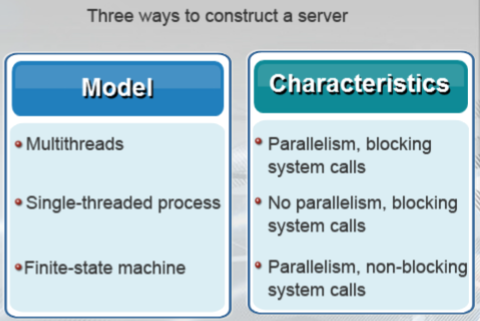 Three ways to construct a server
Model
Multithreads
Single-threaded process
Finite-state machine
Characteristics
Parallelism, blocking
system calls
No parallelism, blocking
system calls
Parallelism, non-blocking
system calls